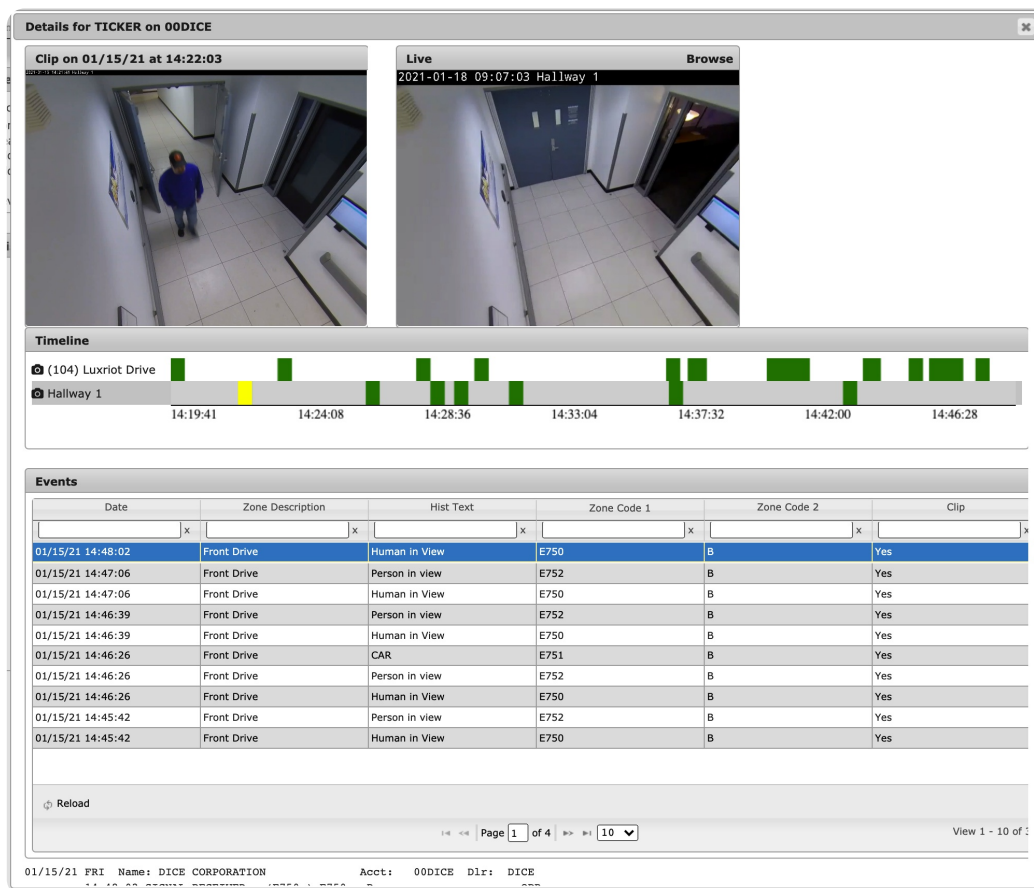 Details for TICKER on 00DICE
Clip on 01/15/21 at 14:22:03
Live Browse
2021-01-18 09:07:03 Hallway 1
Timeline
(104) Luxriot Drive
Hallway 1
14:19:41 14:24:08 14:28:36 14:33:04 14:37:32 14:42:00 14:46:28
Events
Date Zone Description Hist Text Zone Code 1 Zone Code 2 Clip
x x x x x x
01/15/21 14:48:02 Front Drive Human in View E750 B Yes
01/15/21 14:47:06 Front Drive Person in view E752 B Yes
01/15/21 14:47:06 Front Drive Human in View E750 B Yes
01/15/21 14:46:39 Front Drive Person in view E752 B Yes
01/15/21 14:46:39 Front Drive Human in View E750 B Yes
01/15/21 14:46:26 Front Drive CAR E751 B Yes
01/15/21 14:46:26 Front Drive Person in view E752 B Yes
01/15/21 14:46:26 Front Drive Human in View E750 B Yes
01/15/21 14:45:42 Front Drive Person in view E752 B Yes
01/15/21 14:45:42 Front Drive Human in View E750 B Yes
Reload
Page 1 of 4 10
View 1 - 10 of
01/15/21 FRI Name: DICE CORPORATION Acct: 00DICE Dlr: DICE